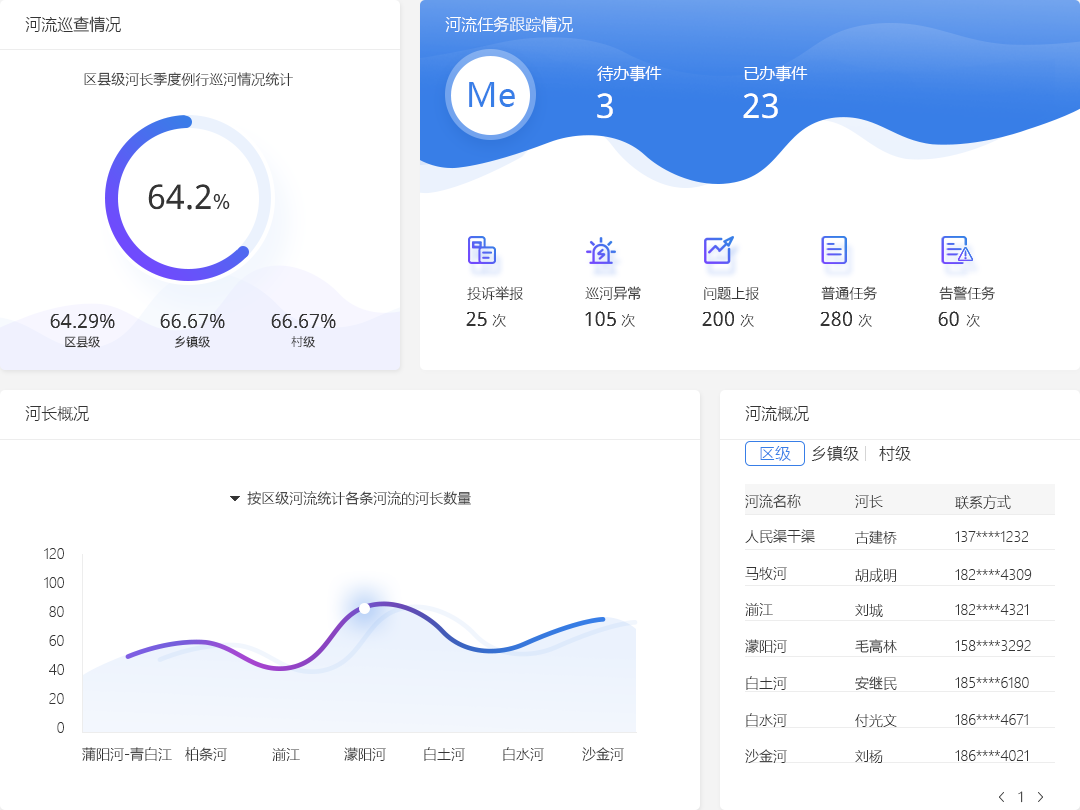 河流巡查情况
区县级河长季度例行巡河情况统计
64.2%
64.29% 66.67% 66.67%
区县级 乡镇级 村级
河流任务跟踪情况
Me
待办事件 已办事件
3 23
投诉举报 巡河异常 问题上报 普通任务 告警任务
25 次 105 次 200 次 280 次 60 次
河长概况
按区级河流统计各条河流的河长数量
120
100
80
60
40
20
0
蒲阳河-青白江 柏条河 湔江 濛阳河 白土河 白水河 沙金河
河流概况
区级 乡镇级 村级
河流名称 河长 联系方式
人民渠干渠 古建桥 137****1232
马牧河 胡成明 182****4309
湔江 刘城 182****4321
濛阳河 毛高林 158****3292
白土河 安继民 185****6180
白水河 付光文 186****4671
沙金河 刘杨 186****4021
1